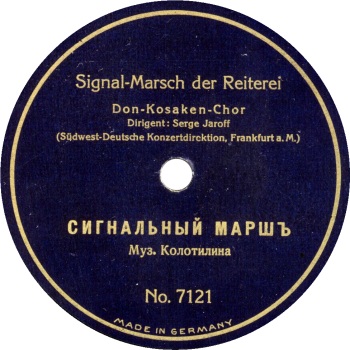 Signal-Marsch der Reiterei
Don-Kosaken-Chor
Dirigent: Serge Jaroff
(Südwest-Deutsche Konzertdirektion, Frankfurt a. M.)
СИГНАЛЬНЫЙ МАРШЪ
Муз. Колотилина
No. 7121
MADE IN GERMANY